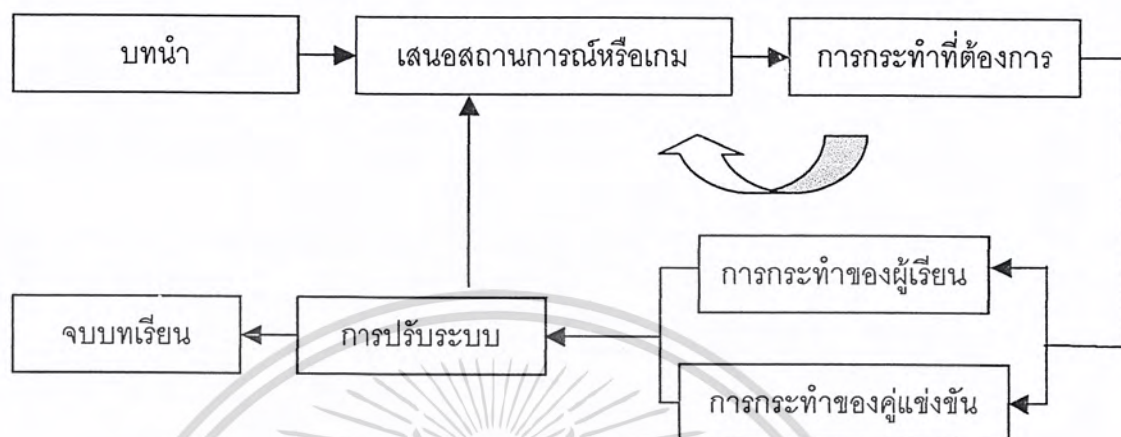 บทนำ
เสนอสถานการณ์หรือเกม
การกระทำที่ต้องการ
การกระทำของผู้เรียน
จบบทเรียน
การปรับระบบ
การกระทำของคู่แข่งขัน